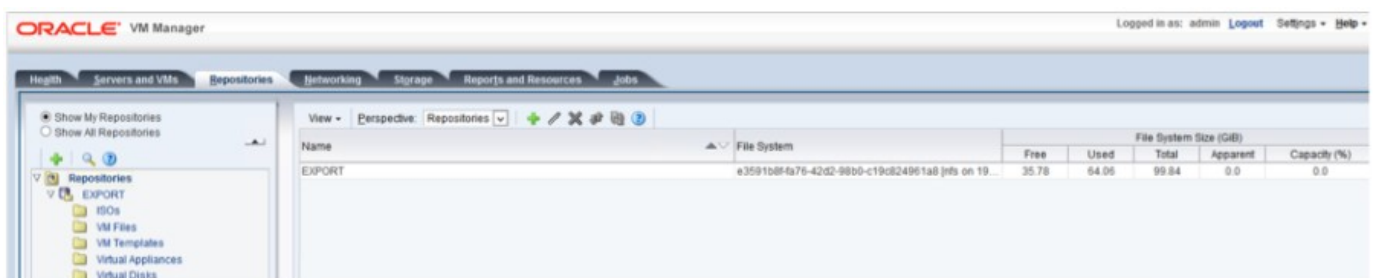 ORACLE VM Manager
Logged in as: admin Logout Settings Help
Health Servers and VMs Repositories Networking Storage Reports and Resources Jobs
Show My Repositories
Show All Repositories
Repositories
EXPORT
ISOs
VM Files
VM Templates
Virtual Appliances
Virtual Disks
View Perspective: Repositories
Name File System File System Size (GiB)
Free Used Total Apparent Capacity (%)
EXPORT e3591b8f-fa76-42d2-98b0-c19c824961a8 [nfs on 19... 35.78 64.06 99.84 0.0 0.0